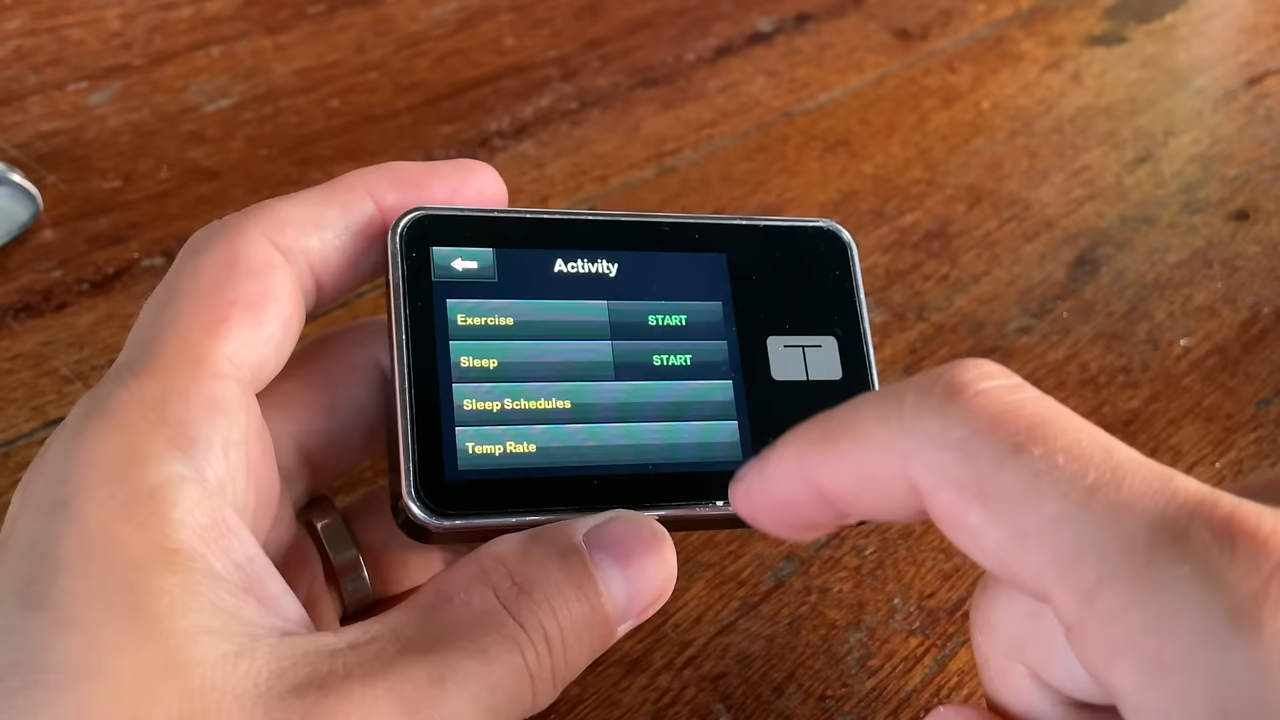 Activity
Exercise START
Sleep START
Sleep Schedules
Temp Rate